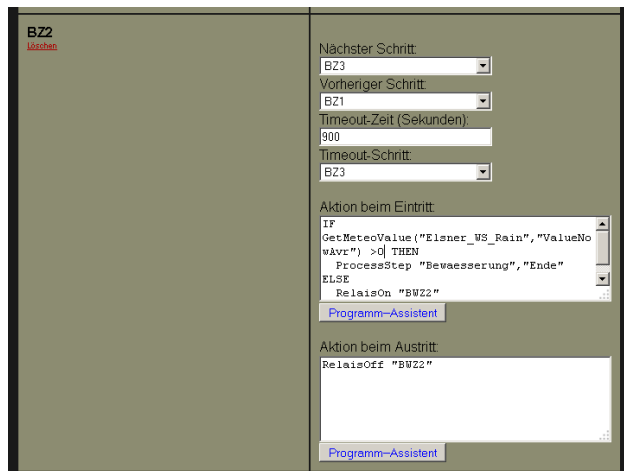 BZ2
Löschen
Nächster Schritt:
BZ3
Vorheriger Schritt:
BZ1
Timeout-Zeit (Sekunden):
900
Timeout-Schritt:
BZ3
Aktion beim Eintritt:
IF
GetMeteoValue("Elsner_WS_Rain","ValueNo
wAvr") >0 THEN
ProcessStep "Bewaesserung","Ende"
ELSE
RelaisOn "BWZ2"
Programm–Assistent
Aktion beim Austritt:
RelaisOff "BWZ2"
Programm–Assistent